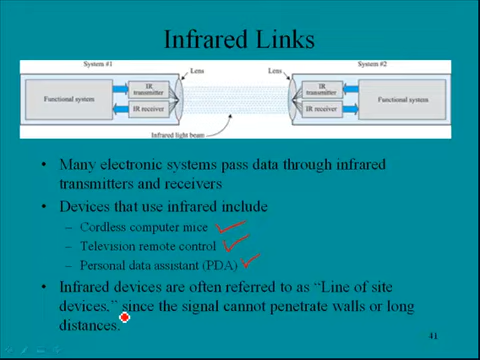 Infrared Links
System #1
System #2
Lens
Lens
Functional system
IR transmitter
IR receiver
IR transmitter
IR receiver
Functional system
Infrared light beam
• Many electronic systems pass data through infrared
transmitters and receivers
• Devices that use infrared include
– Cordless computer mice
– Television remote control
– Personal data assistant (PDA)
• Infrared devices are often referred to as “Line of site
devices,” since the signal cannot penetrate walls or long
distances.
41